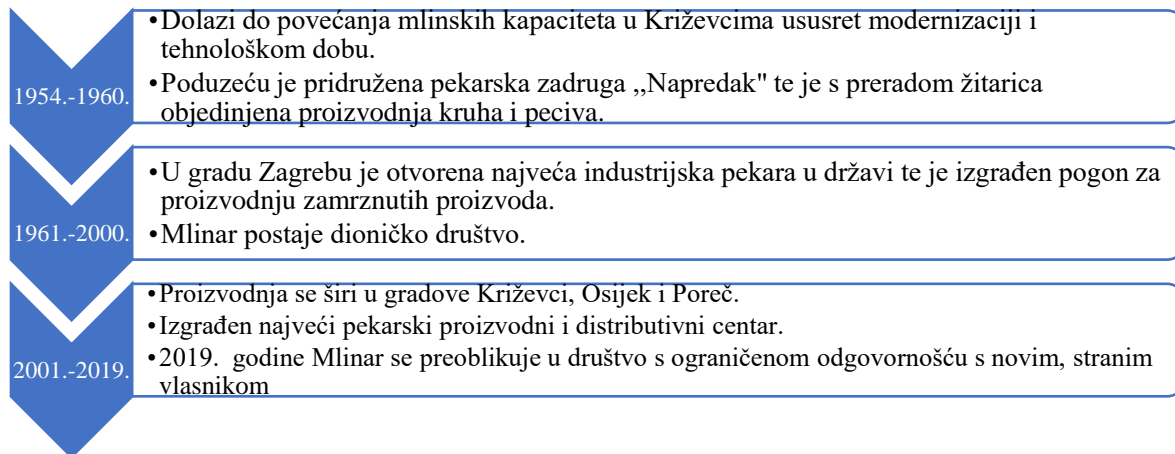 •Dolazi do povećanja mlinskih kapaciteta u Križevcima ususret modernizaciji i
tehnološkom dobu.
1954.-1960.
•Poduzeću je pridružena pekarska zadruga ,,Napredak" te je s preradom žitarica
objedinjena proizvodnja kruha i peciva.
•U gradu Zagrebu je otvorena najveća industrijska pekara u državi te je izgrađen pogon za
proizvodnju zamrznutih proizvoda.
1961.-2000.
•Mlinar postaje dioničko društvo.
•Proizvodnja se širi u gradove Križevci, Osijek i Poreč.
•Izgrađen najveći pekarski proizvodni i distributivni centar.
2001.-2019.
•2019. godine Mlinar se preoblikuje u društvo s ograničenom odgovornošću s novim, stranim
vlasnikom